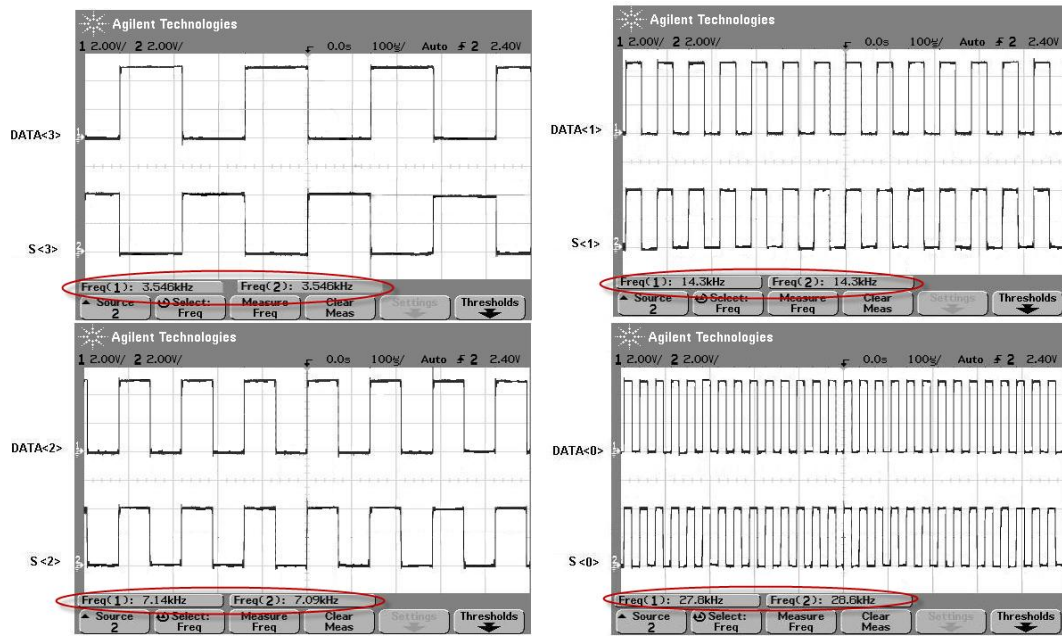 Agilent Technologies
1 2.00V/ 2 2.00V/ 0.0s 100μs/ Auto 2 2.40V
DATA<3>
S<3>
Freq(1): 3.546kHz Freq(2): 3.546kHz
Source 2 Select: Freq Measure Freq Clear Meas Settings Thresholds
Agilent Technologies
1 2.00V/ 2 2.00V/ 0.0s 100μs/ Auto 2 2.40V
DATA<1>
S<1>
Freq(1): 14.3kHz Freq(2): 14.3kHz
Source 2 Select: Freq Measure Freq Clear Meas Settings Thresholds
Agilent Technologies
1 2.00V/ 2 2.00V/ 0.0s 100μs/ Auto 2 2.40V
DATA<2>
S<2>
Freq(1): 7.14kHz Freq(2): 7.09kHz
Source 2 Select: Freq Measure Freq Clear Meas Settings Thresholds
Agilent Technologies
1 2.00V/ 2 2.00V/ 0.0s 100μs/ Auto 2 2.40V
DATA<0>
S<0>
Freq(1): 27.8kHz Freq(2): 28.6kHz
Source 2 Select: Freq Measure Freq Clear Meas Settings Thresholds